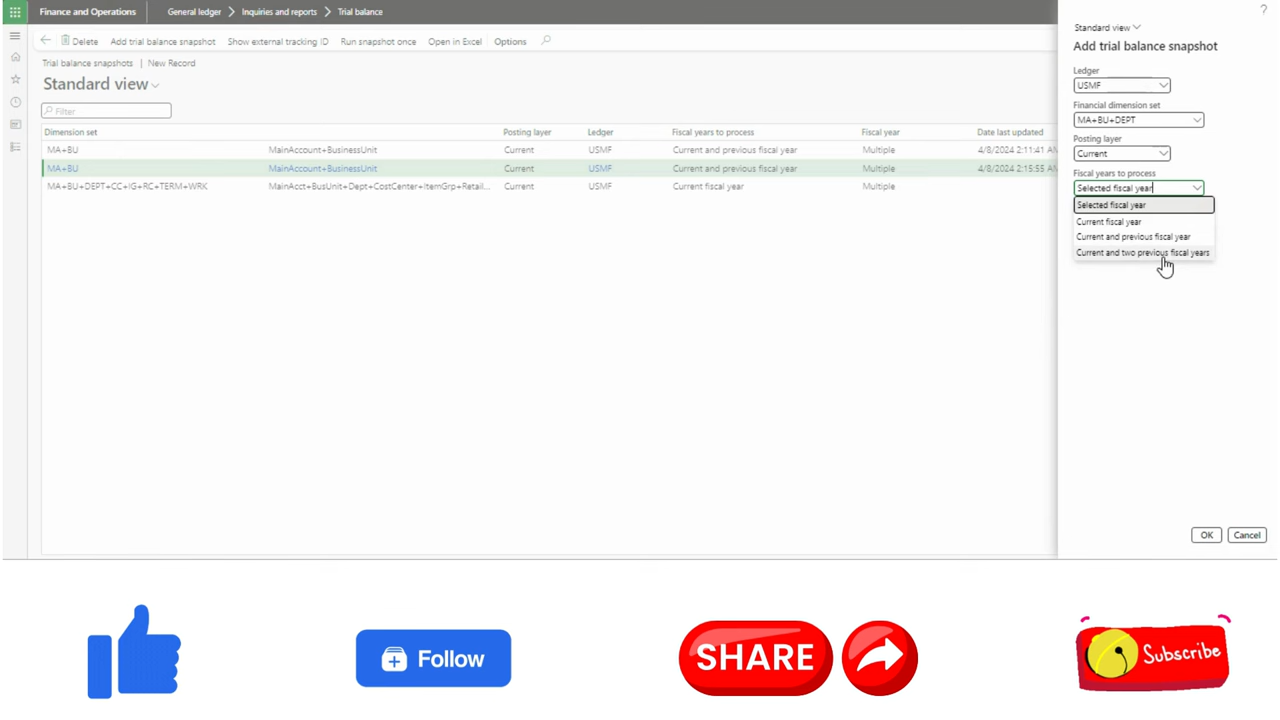 Finance and Operations General ledger Inquiries and reports Trial balance
?
Delete Add trial balance snapshot Show external tracking ID Run snapshot once Open in Excel Options
Trial balance snapshots | New Record
Standard view
Filter
Dimension set Posting layer Ledger Fiscal years to process Fiscal year Date last updated
MA+BU MainAccount+BusinessUnit Current USMF Current and previous fiscal year Multiple 4/8/2024 2:11:41 AM
MA+BU MainAccount+BusinessUnit Current USMF Current and previous fiscal year Multiple 4/8/2024 2:15:55 AM
MA+BU+DEPT+CC+IG+RC+TERM+WRK MainAcct+BusUnit+Dept+CostCenter+ItemGrp+Retail... Current USMF Current fiscal year Multiple
Standard view
Add trial balance snapshot
Ledger
USMF
Financial dimension set
MA+BU+DEPT
Posting layer
Current
Fiscal years to process
Selected fiscal year
Selected fiscal year
Current fiscal year
Current and previous fiscal year
Current and two previous fiscal years
OK Cancel
Follow
SHARE
Subscribe